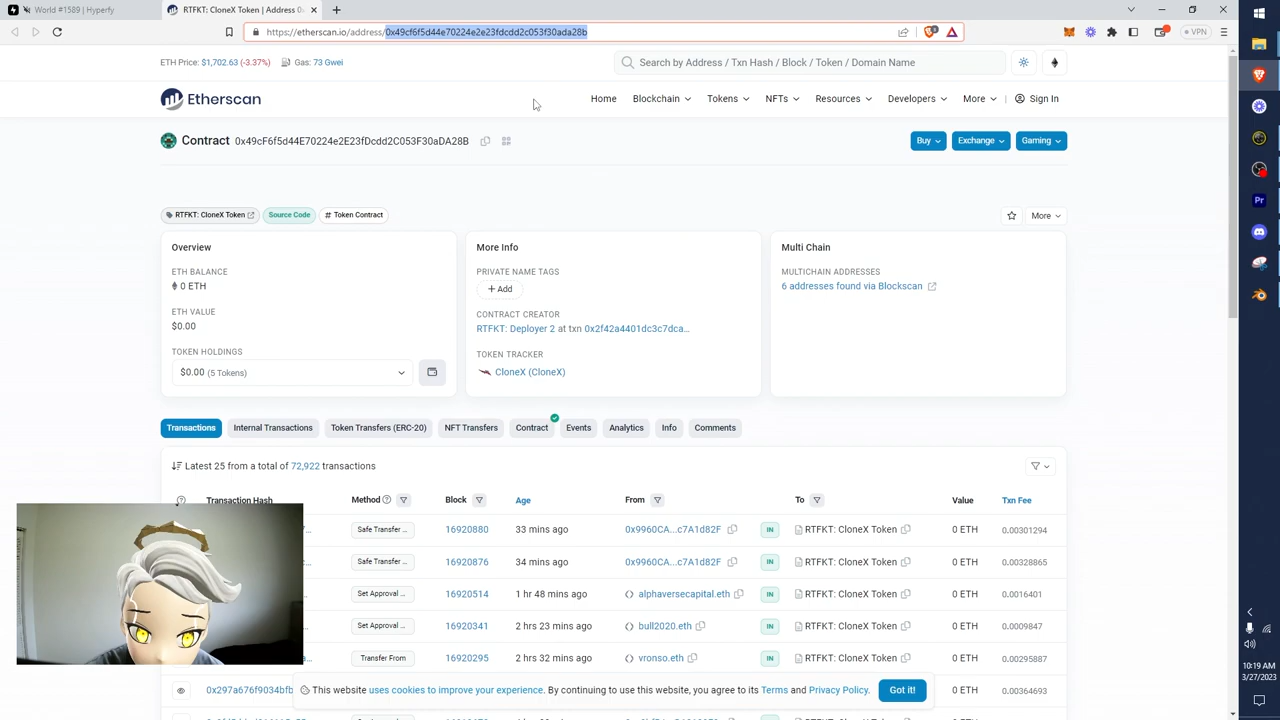 World #1589 | Hyperfy
RTFKT: CloneX Token | Address 0x
https://etherscan.io/address/0x49cf6f5d44e70224e2e23fdcdd2c053f30ada28b
VPN
ETH Price: $1,702.63 (-3.37%) Gas: 73 Gwei
Search by Address / Txn Hash / Block / Token / Domain Name
Etherscan
Home Blockchain Tokens NFTs Resources Developers More Sign In
Contract 0x49cF6f5d44E70224e2E23fDcdd2C053F30aDA28B
Buy Exchange Gaming
RTFKT: CloneX Token Source Code # Token Contract
More
Overview
ETH BALANCE
0 ETH
ETH VALUE
$0.00
TOKEN HOLDINGS
$0.00 (5 Tokens)
More Info
PRIVATE NAME TAGS
+ Add
CONTRACT CREATOR
RTFKT: Deployer 2 at txn 0x2f42a4401dc3c7dca...
TOKEN TRACKER
CloneX (CloneX)
Multi Chain
MULTICHAIN ADDRESSES
6 addresses found via Blockscan
Transactions Internal Transactions Token Transfers (ERC-20) NFT Transfers Contract Events Analytics Info Comments
Latest 25 from a total of 72,922 transactions
Transaction Hash Method Block Age From To Value Txn Fee
Safe Transfer ... 16920880 33 mins ago 0x9960CA...c7A1d82F IN RTFKT: CloneX Token 0 ETH 0.00301294
Safe Transfer ... 16920876 34 mins ago 0x9960CA...c7A1d82F IN RTFKT: CloneX Token 0 ETH 0.00328865
Set Approval ... 16920514 1 hr 48 mins ago alphaversecapital.eth IN RTFKT: CloneX Token 0 ETH 0.0016401
Set Approval ... 16920341 2 hrs 23 mins ago bull2020.eth IN RTFKT: CloneX Token 0 ETH 0.0009847
Transfer From 16920295 2 hrs 32 mins ago vronso.eth IN RTFKT: CloneX Token 0 ETH 0.00295887
0x297a676f9034bfb
0.00364693
This website uses cookies to improve your experience. By continuing to use this website, you agree to its Terms and Privacy Policy.
Got it!
Pr
10:19 AM
3/27/2023